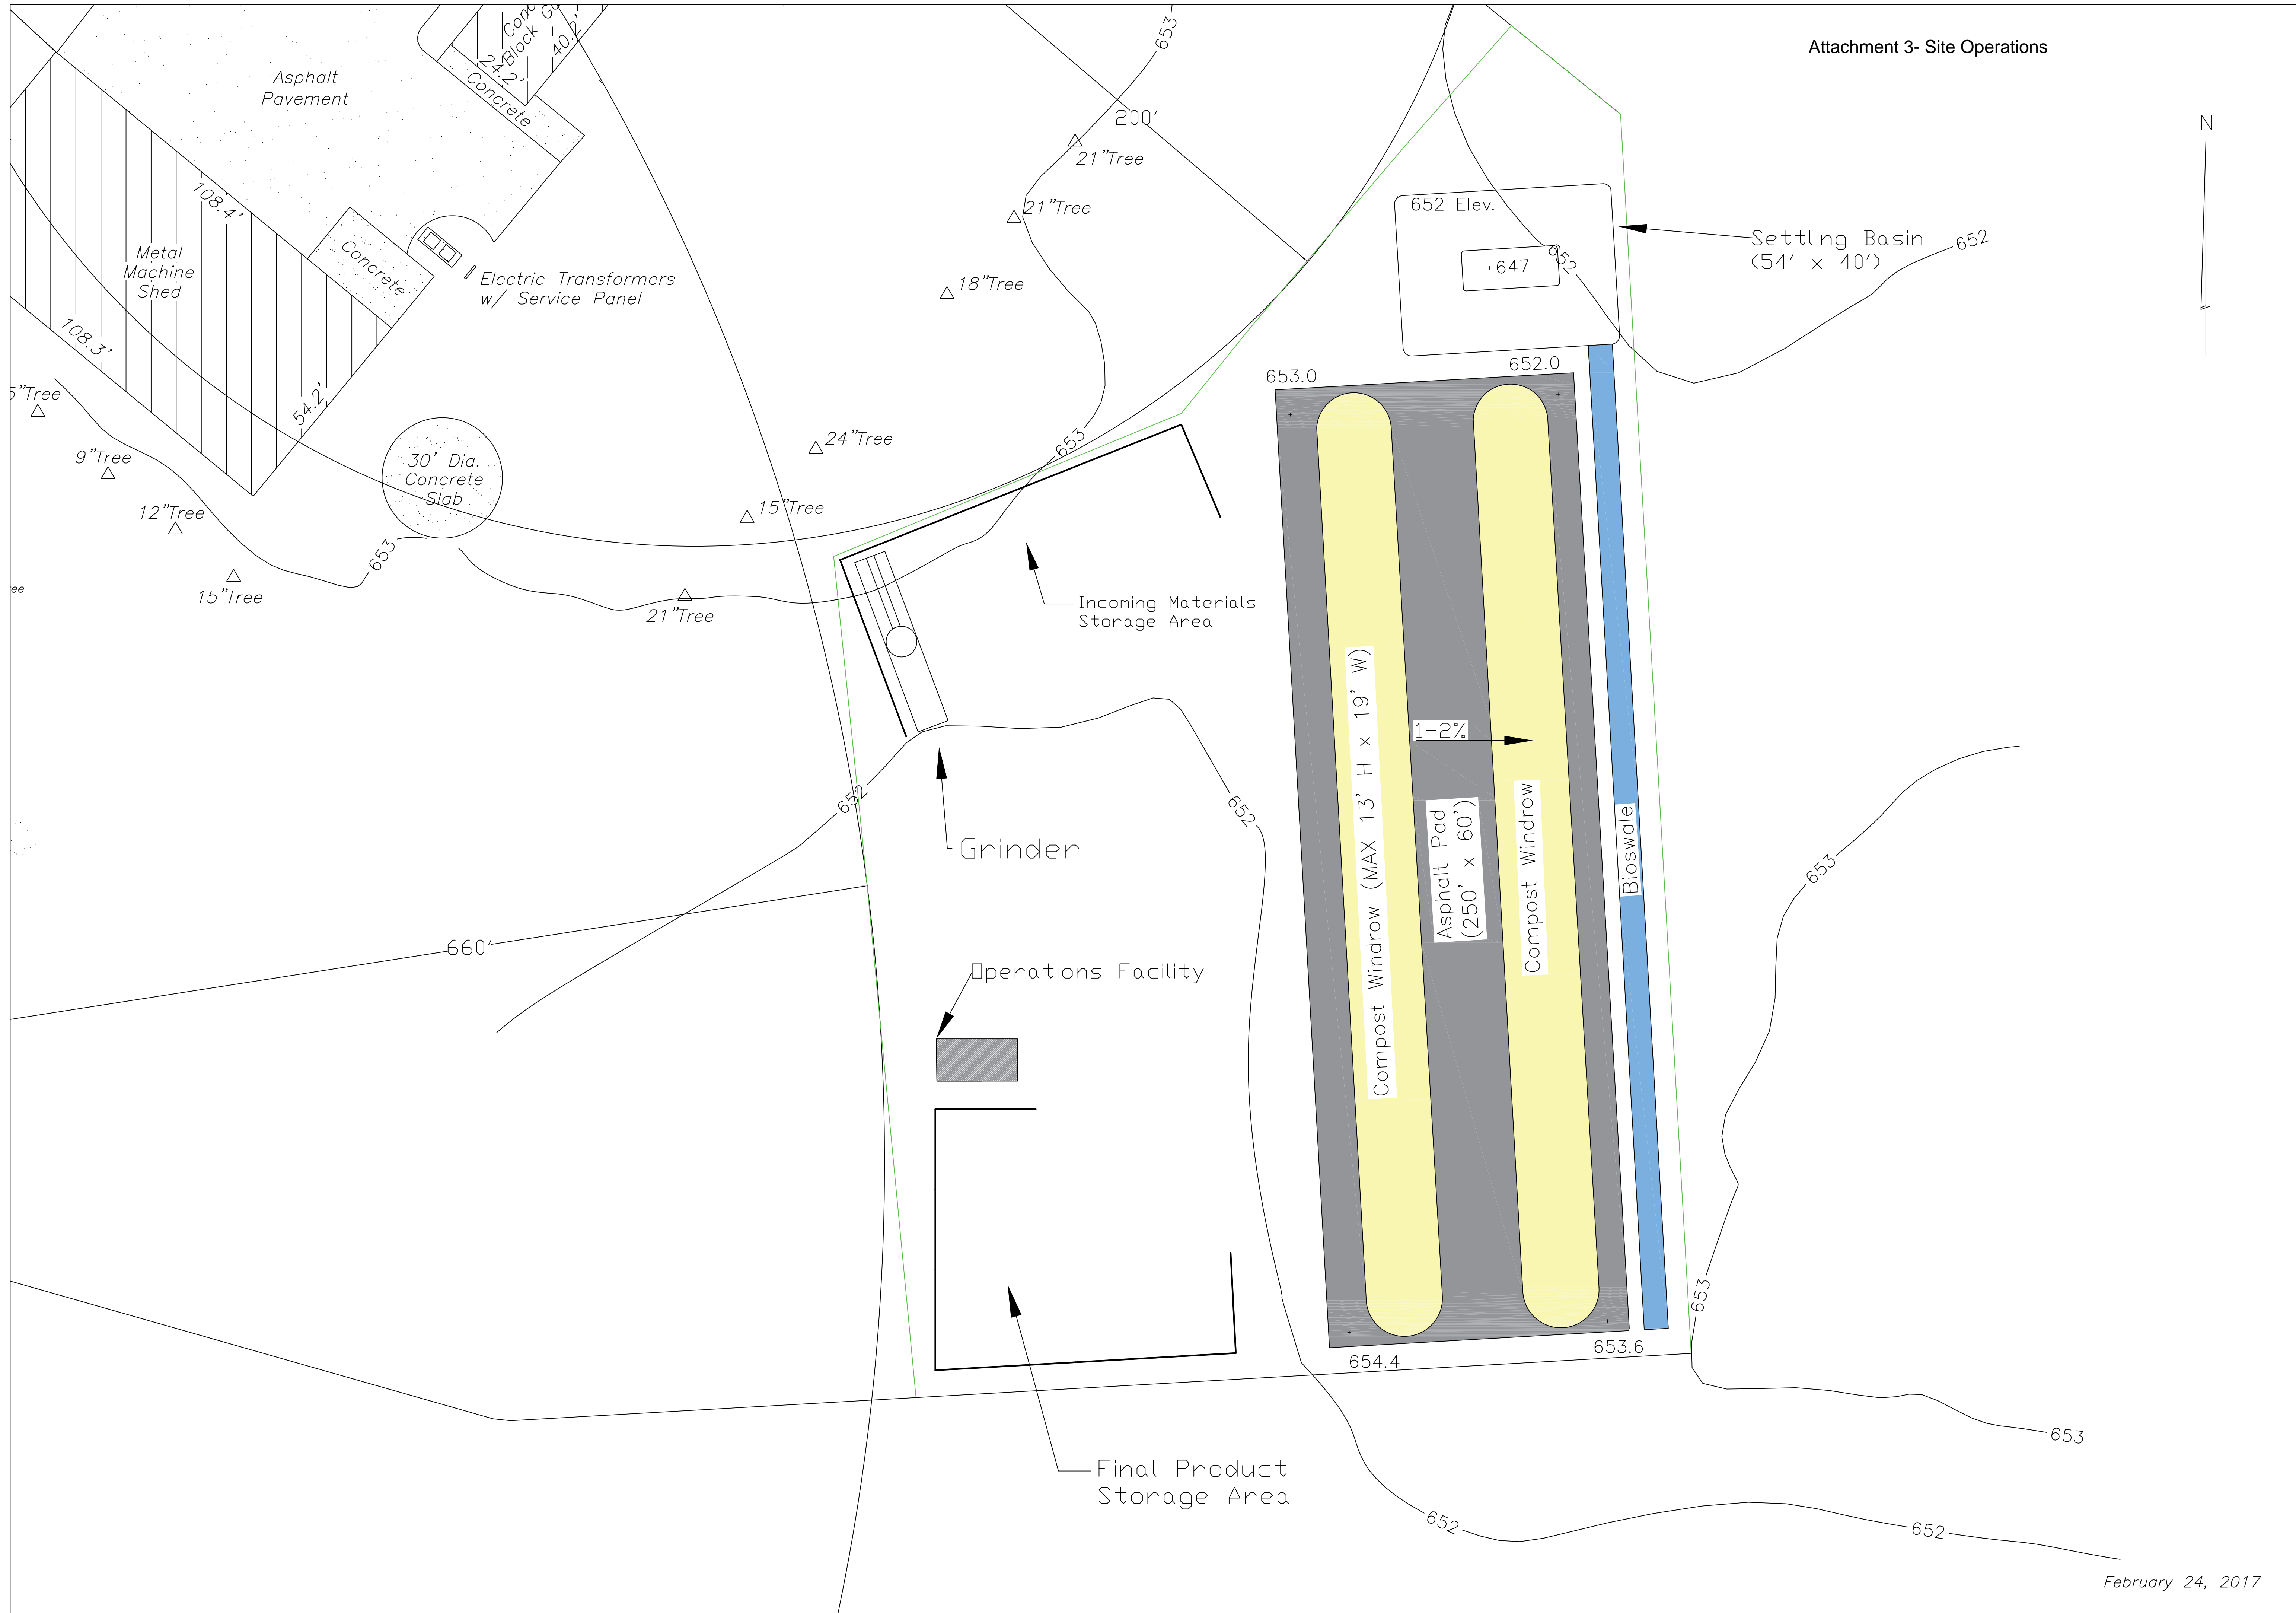 Attachment 3- Site Operations
N
Block
40.2'
24.2'
Concrete
Asphalt
Pavement
108.4'
Metal
Machine
Shed
108.3'
54.2'
Concrete
Electric Transformers
w/ Service Panel
653
200'
21"Tree
21"Tree
18"Tree
652 Elev.
+647
652
Settling Basin
(54' x 40')
652
"Tree
9"Tree
12"Tree
15"Tree
653
30' Dia.
Concrete
Slab
24"Tree
15"Tree
21"Tree
653
653.0
652.0
Incoming Materials
Storage Area
Compost Windrow (MAX 13' H x 19' W)
1-2%
Asphalt Pad
(250' x 60')
Compost Windrow
Bioswale
652
652
Grinder
653
660'
Operations Facility
653
654.4
653.6
Final Product
Storage Area
653
652
652
February 24, 2017